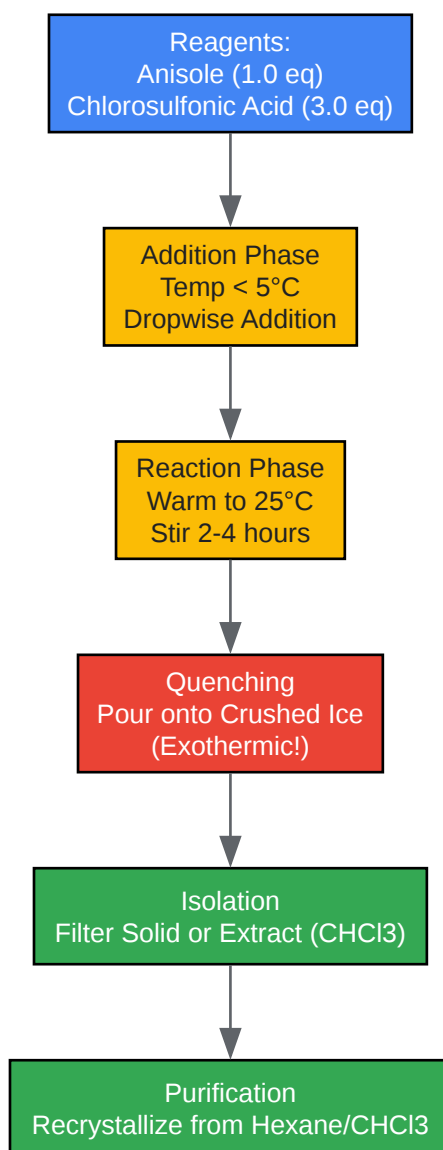 Reagents:
Anisole (1.0 eq)
Chlorosulfonic Acid (3.0 eq)
Addition Phase
Temp < 5°C
Dropwise Addition
Reaction Phase
Warm to 25°C
Stir 2-4 hours
Quenching
Pour onto Crushed Ice
(Exothermic!)
Isolation
Filter Solid or Extract (CHCl3)
Purification
Recrystallize from Hexane/CHCl3